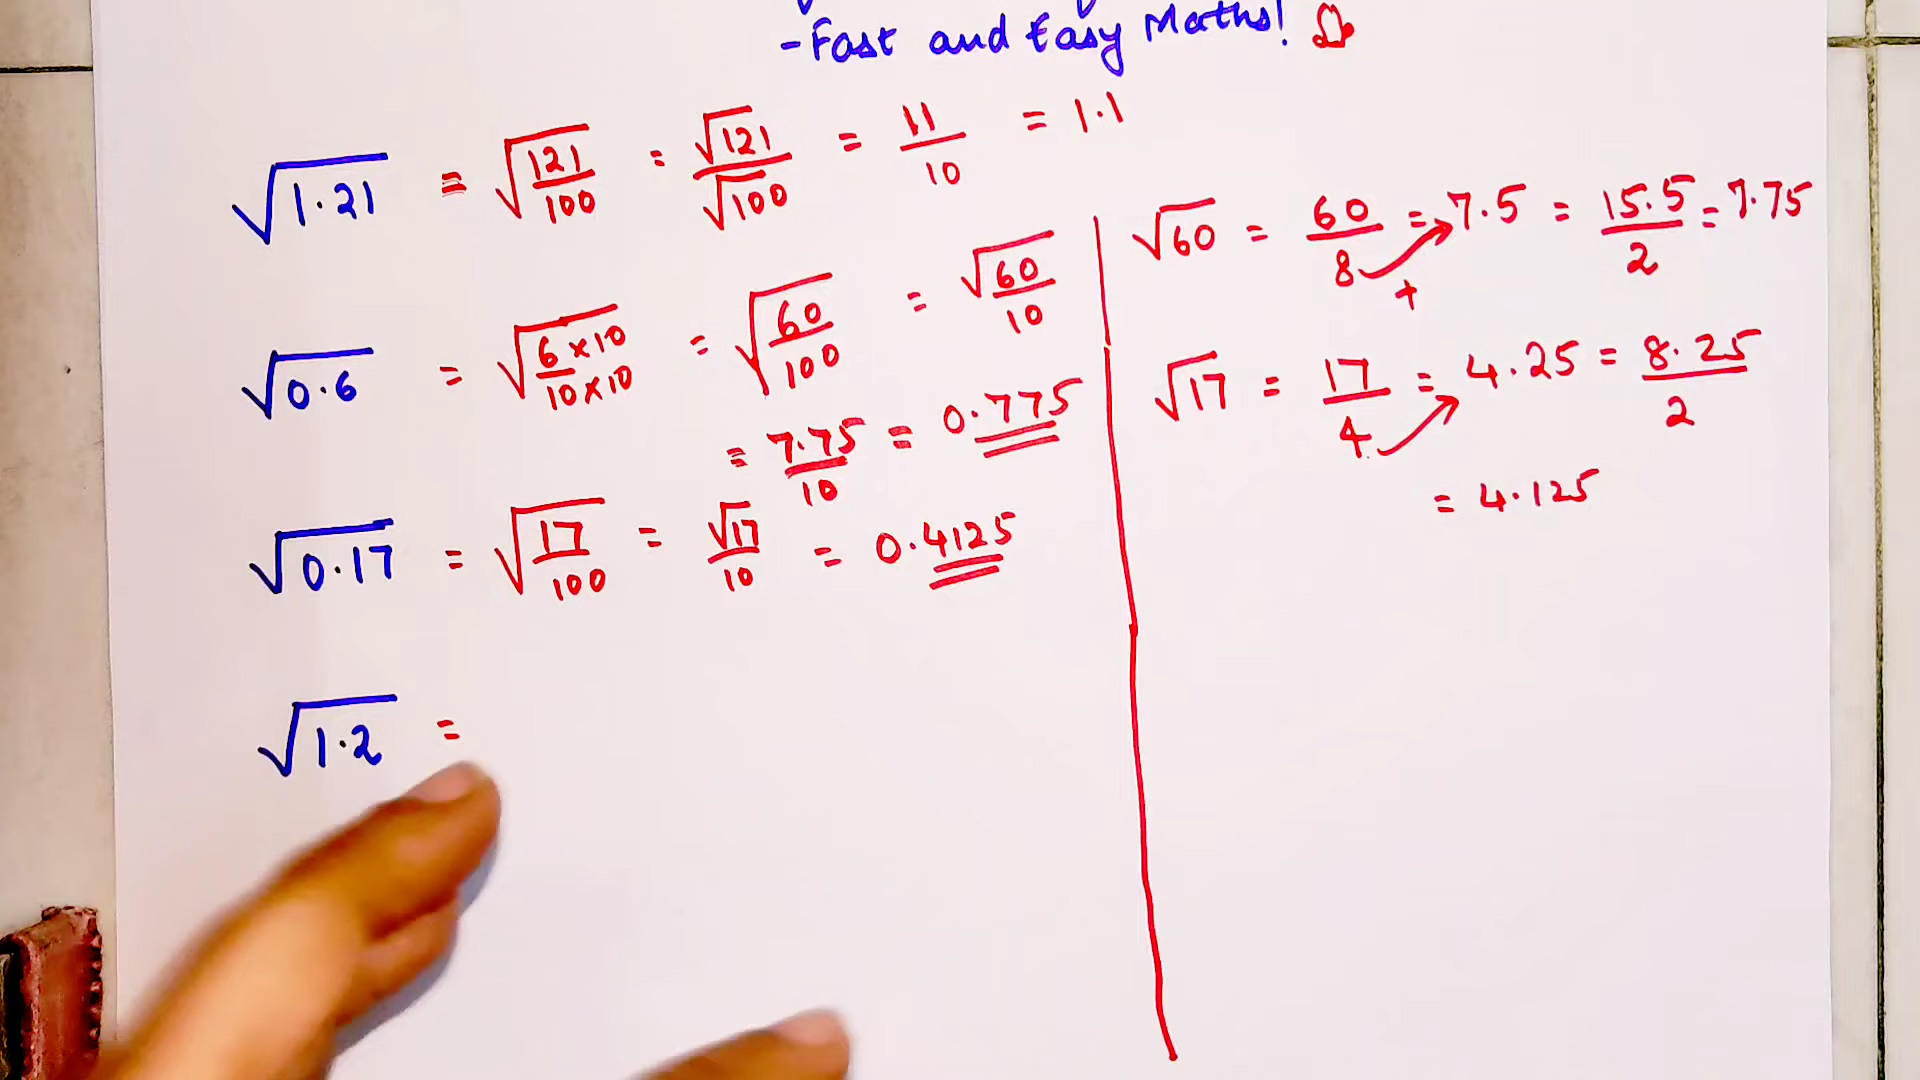 -Fast and Easy Maths!
√1.21 = √(121/100) = √121/√100 = 11/10 = 1.1
√0.6 = √(6×10/10×10) = √(60/100) = √60/10
= 7.75/10 = 0.775
√0.17 = √(17/100) = √17/10 = 0.4125
√1.2 =
√60 = 60/8 = 7.5 = 15.5/2 = 7.75
+
√17 = 17/4 = 4.25 = 8.25/2
= 4.125